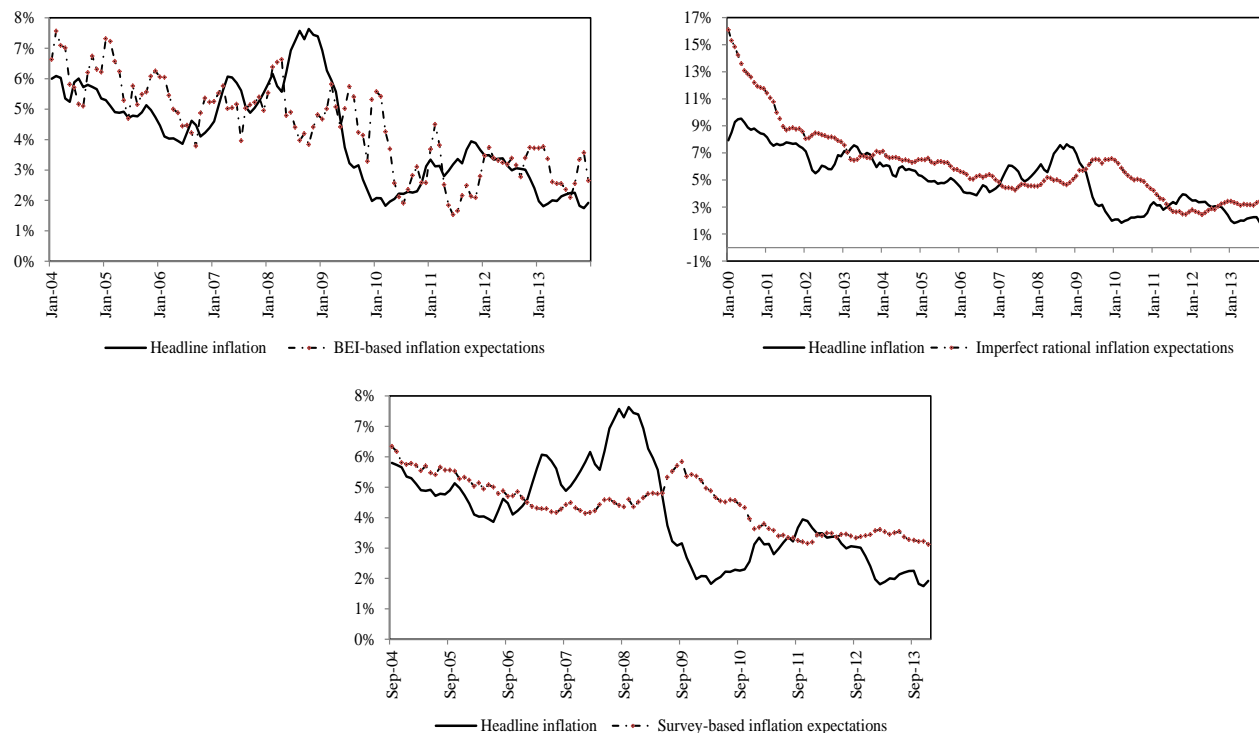 8%
7%
6%
5%
4%
3%
2%
1%
0%
Jan-04
Jan-05
Jan-06
Jan-07
Jan-08
Jan-09
Jan-10
Jan-11
Jan-12
Jan-13
Headline inflation
BEI-based inflation expectations
17%
15%
13%
11%
9%
7%
5%
3%
1%
-1%
Jan-00
Jan-01
Jan-02
Jan-03
Jan-04
Jan-05
Jan-06
Jan-07
Jan-08
Jan-09
Jan-10
Jan-11
Jan-12
Jan-13
Headline inflation
Imperfect rational inflation expectations
8%
7%
6%
5%
4%
3%
2%
1%
0%
Sep-04
Sep-05
Sep-06
Sep-07
Sep-08
Sep-09
Sep-10
Sep-11
Sep-12
Sep-13
Headline inflation
Survey-based inflation expectations